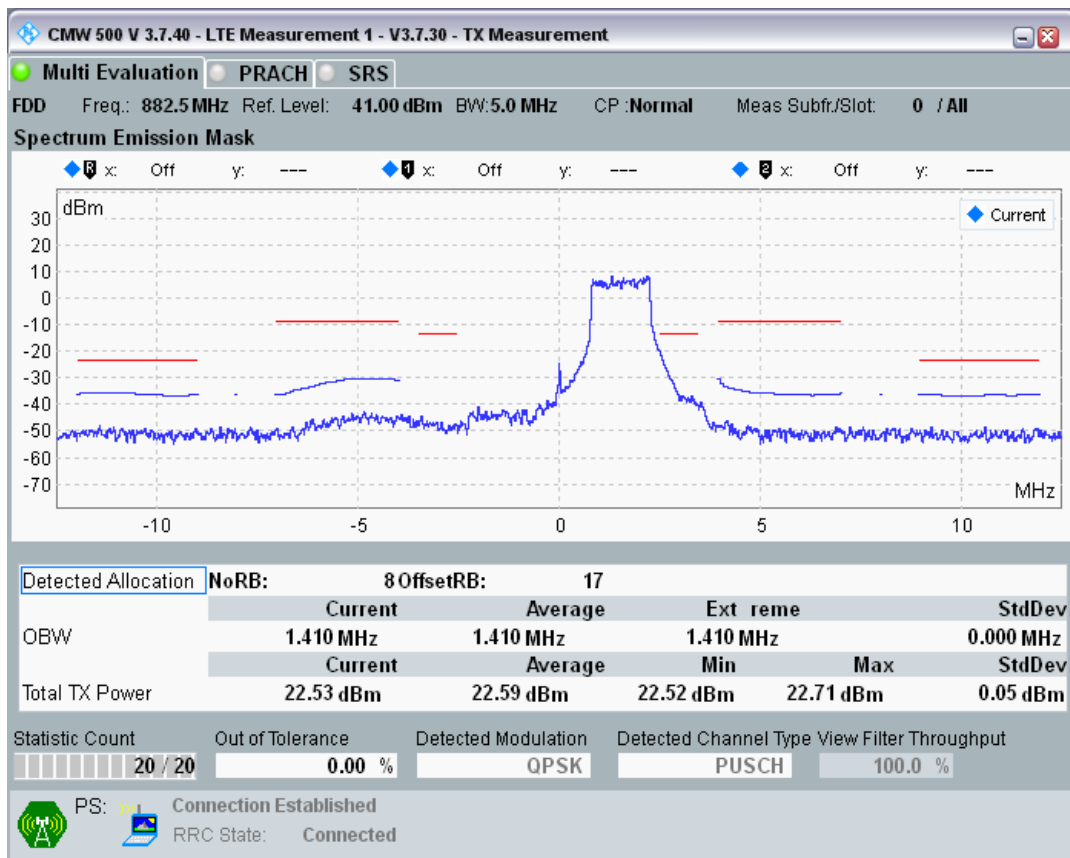 CMW 500 V 3.7.40 - LTE Measurement 1 - V3.7.30 - TX Measurement
Multi Evaluation PRACH SRS
FDD Freq.: 882.5 MHz Ref. Level: 41.00 dBm BW:5.0 MHz CP :Normal Meas Subfr./Slot: 0 / All
Spectrum Emission Mask
R x: Off y: --- 1 x: Off y: --- 2 x: Off y: ---
dBm
Current
30
20
10
0
-10
-20
-30
-40
-50
-60
-70
MHz
-10 -5 0 5 10
Detected Allocation NoRB: 8 OffsetRB: 17
Current Average Ext reme StdDev
OBW 1.410 MHz 1.410 MHz 1.410 MHz 0.000 MHz
Current Average Min Max StdDev
Total TX Power 22.53 dBm 22.59 dBm 22.52 dBm 22.71 dBm 0.05 dBm
Statistic Count Out of Tolerance Detected Modulation Detected Channel Type View Filter Throughput
20 / 20 0.00 % QPSK PUSCH 100.0 %
PS: Connection Established
RRC State: Connected